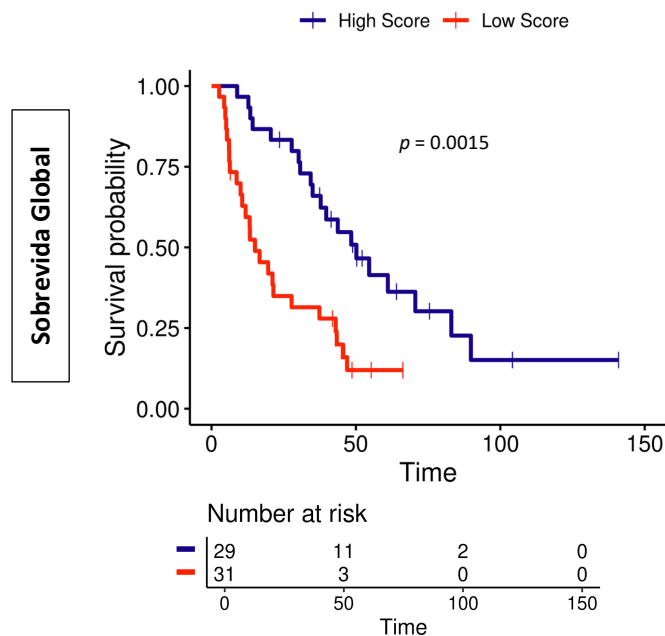 High Score Low Score
Sobrevida Global
Survival probability
1.00
0.75
0.50
0.25
0.00
p = 0.0015
0 50 100 150
Time
Number at risk
29 11 2 0
31 3 0 0
0 50 100 150
Time